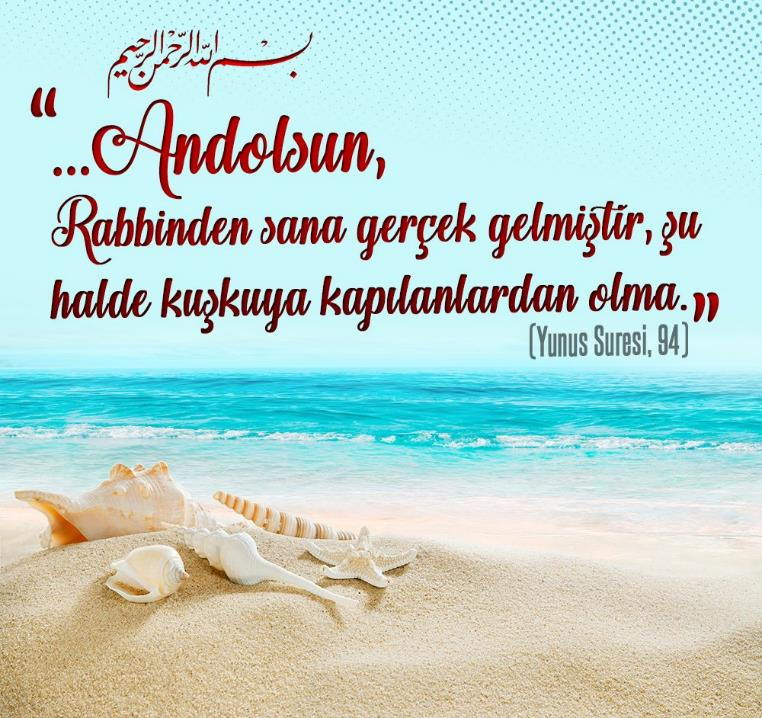 بسم الله الرحمن الرحيم
“...Andolsun,
Rabbinden sana gerçek gelmiştir, şu
halde kuşkuya kapılanlardan olma.”
(Yunus Suresi, 94)